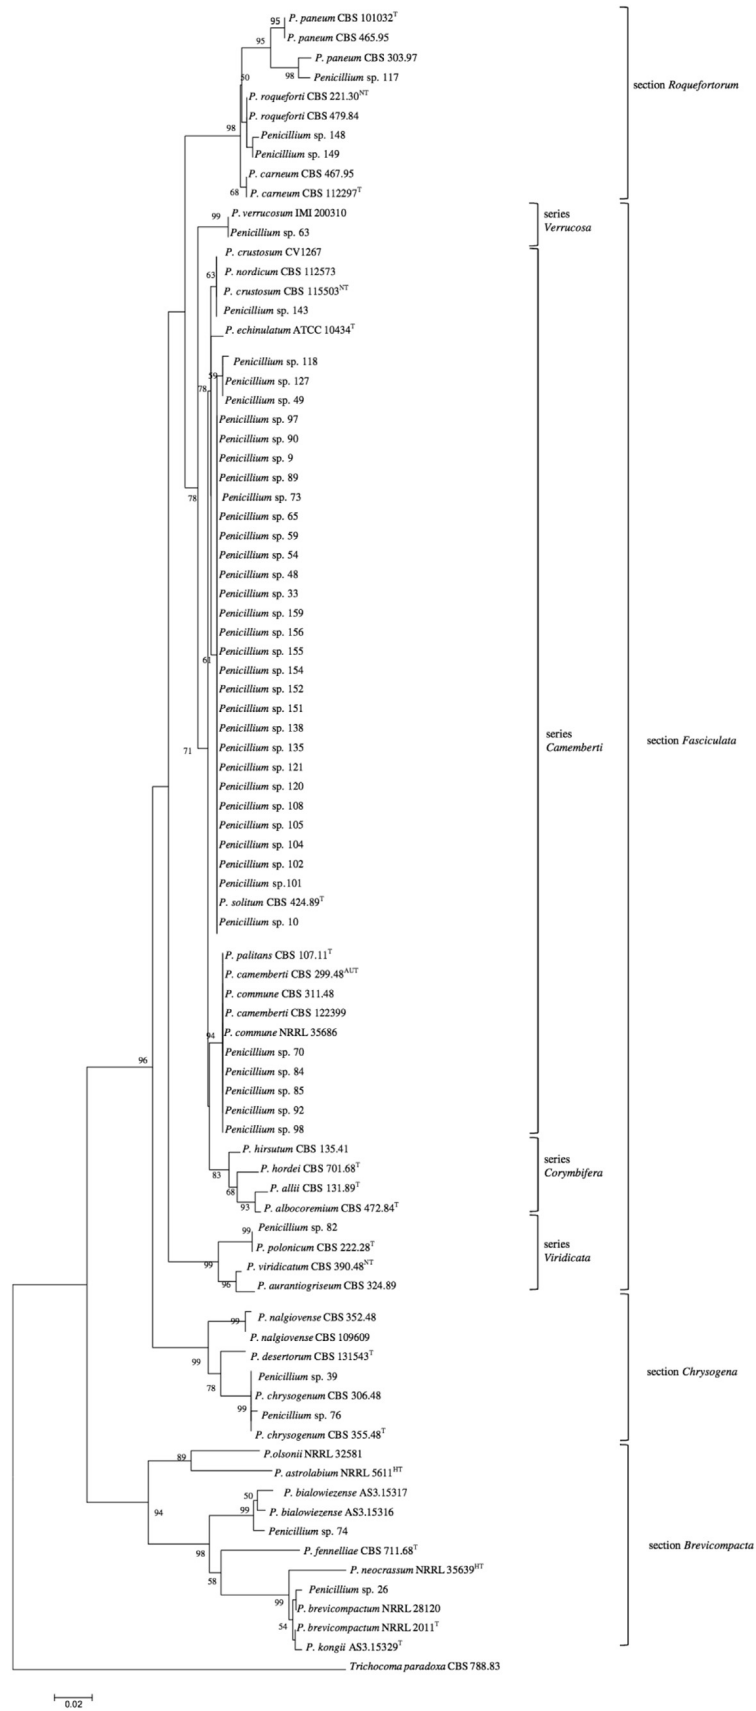 95
P. paneum CBS 101032T
P. paneum CBS 465.95
95
P. paneum CBS 303.97
98
Penicillium sp. 117
50
section Roquefortorum
P. roqueforti CBS 221.30NT
P. roqueforti CBS 479.84
98
Penicillium sp. 148
Penicillium sp. 149
P. carneum CBS 467.95
68
P. carneum CBS 112297T
99
P. verrucosum IMI 200310
series
Verrucosa
Penicillium sp. 63
P. crustosum CV1267
63
P. nordicum CBS 112573
P. crustosum CBS 115503NT
Penicillium sp. 143
P. echinulatum ATCC 10434T
Penicillium sp. 118
59
Penicillium sp. 127
78
Penicillium sp. 49
Penicillium sp. 97
Penicillium sp. 90
Penicillium sp. 9
Penicillium sp. 89
78
Penicillium sp. 73
Penicillium sp. 65
Penicillium sp. 59
Penicillium sp. 54
Penicillium sp. 48
Penicillium sp. 33
Penicillium sp. 159
Penicillium sp. 156
Penicillium sp. 155
61
Penicillium sp. 154
Penicillium sp. 152
Penicillium sp. 151
Penicillium sp. 138
series
Camemberti
section Fasciculata
71
Penicillium sp. 135
Penicillium sp. 121
Penicillium sp. 120
Penicillium sp. 108
Penicillium sp. 105
Penicillium sp. 104
Penicillium sp. 102
Penicillium sp.101
P. solitum CBS 424.89T
Penicillium sp. 10
P. palitans CBS 107.11T
P. camemberti CBS 299.48AUT
P. commune CBS 311.48
P. camemberti CBS 122399
94
P. commune NRRL 35686
Penicillium sp. 70
96
Penicillium sp. 84
Penicillium sp. 85
Penicillium sp. 92
Penicillium sp. 98
P. hirsutum CBS 135.41
series
Corymbifera
83
P. hordei CBS 701.68T
68
P. allii CBS 131.89T
93
P. albocoremium CBS 472.84T
99
Penicillium sp. 82
P. polonicum CBS 222.28T
series
Viridicata
99
P. viridicatum CBS 390.48NT
96
P. aurantiogriseum CBS 324.89
99
P. nalgiovense CBS 352.48
P. nalgiovense CBS 109609
99
P. desertorum CBS 131543T
section Chrysogena
Penicillium sp. 39
78
P. chrysogenum CBS 306.48
99
Penicillium sp. 76
P. chrysogenum CBS 355.48T
89
P.olsonii NRRL 32581
P. astrolabium NRRL 5611HT
50
P. bialowiezense AS3.15317
94
99
P. bialowiezense AS3.15316
Penicillium sp. 74
section Brevicompacta
98
P. fennelliae CBS 711.68T
58
P. neocrassum NRRL 35639HT
Penicillium sp. 26
99
P. brevicompactum NRRL 28120
54
P. brevicompactum NRRL 2011T
P. kongii AS3.15329T
Trichocoma paradoxa CBS 788.83
0.02